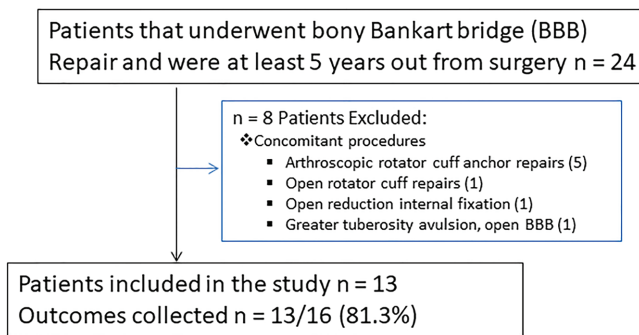 Patients that underwent bony Bankart bridge (BBB)
Repair and were at least 5 years out from surgery n = 24
n = 8 Patients Excluded:
❖Concomitant procedures
▪ Arthroscopic rotator cuff anchor repairs (5)
▪ Open rotator cuff repairs (1)
▪ Open reduction internal fixation (1)
▪ Greater tuberosity avulsion, open BBB (1)
Patients included in the study n = 13
Outcomes collected n = 13/16 (81.3%)